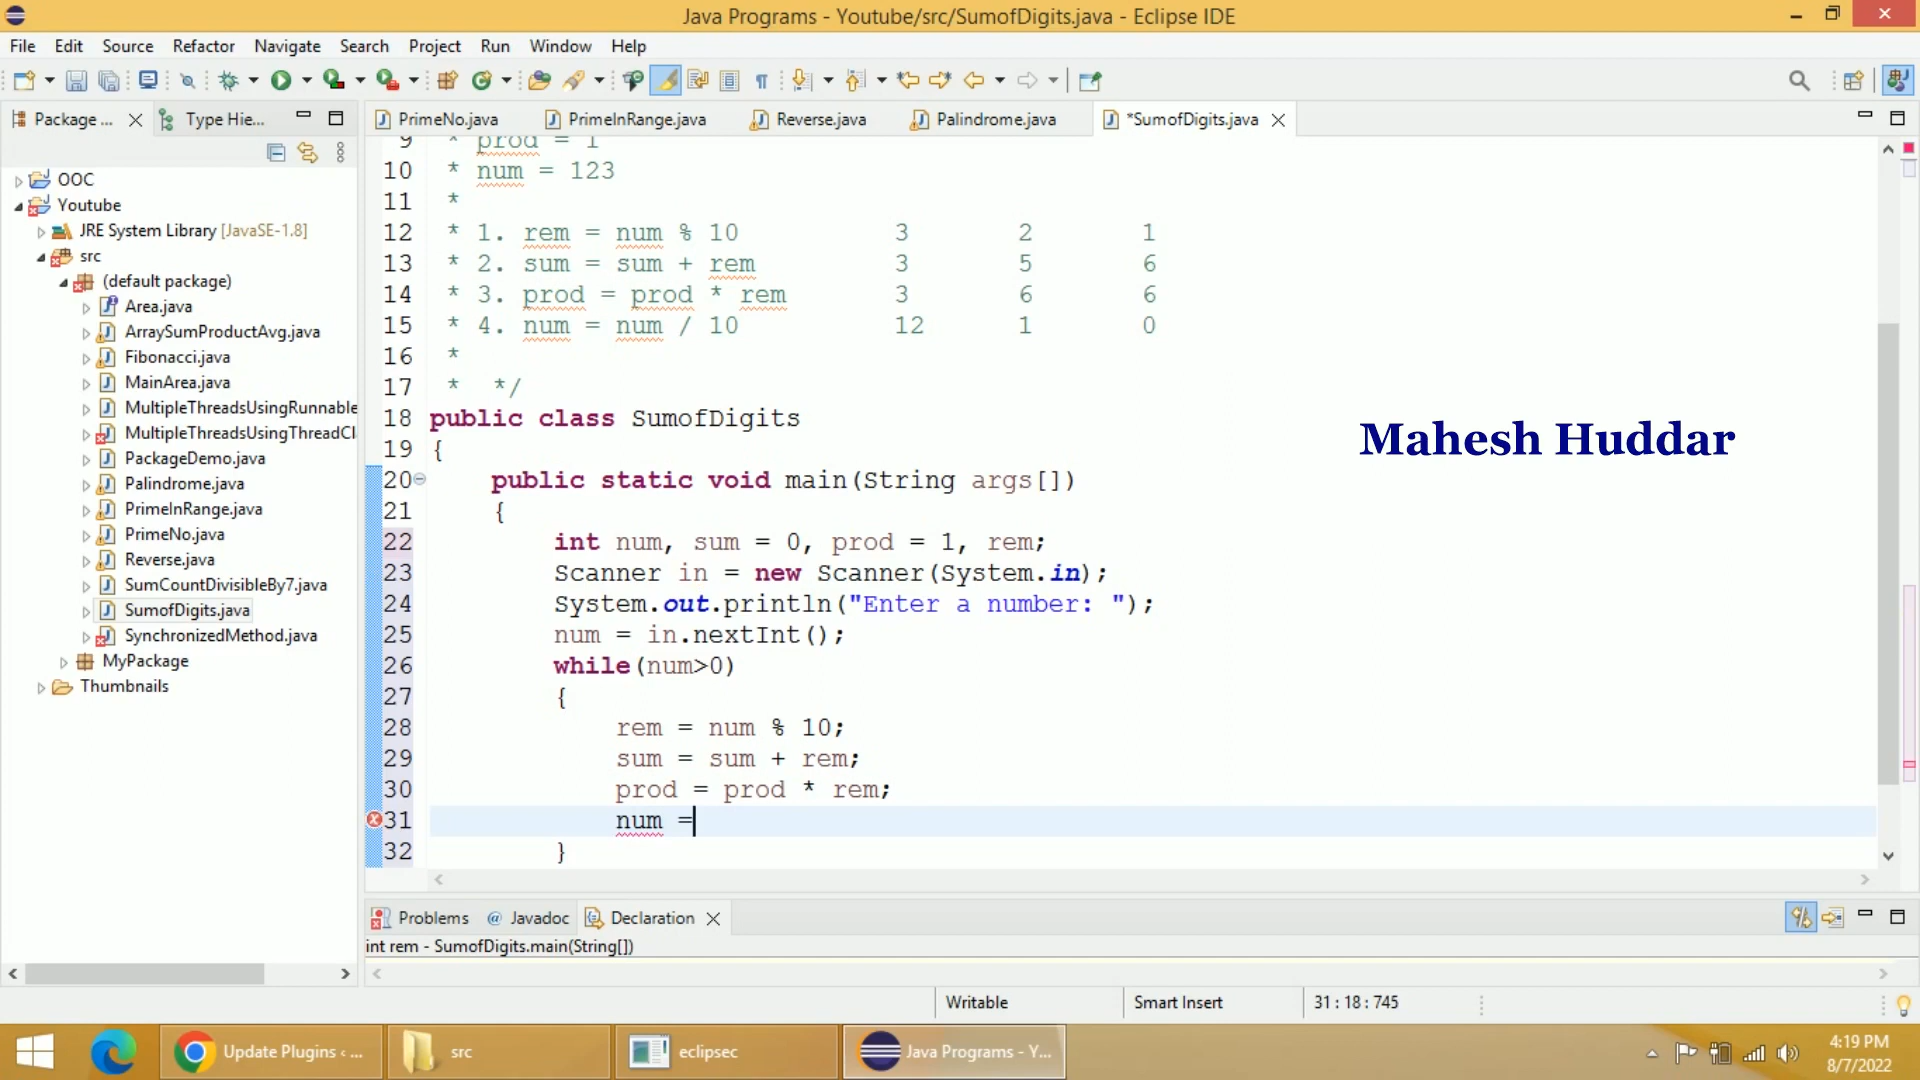 Java Programs - Youtube/src/SumofDigits.java - Eclipse IDE
File Edit Source Refactor Navigate Search Project Run Window Help
Package ... Type Hie...
PrimeNo.java PrimeInRange.java Reverse.java Palindrome.java *SumofDigits.java
OOC
Youtube
JRE System Library [JavaSE-1.8]
src
(default package)
Area.java
ArraySumProductAvg.java
Fibonacci.java
MainArea.java
MultipleThreadsUsingRunnable
MultipleThreadsUsingThreadCl
PackageDemo.java
Palindrome.java
PrimeInRange.java
PrimeNo.java
Reverse.java
SumCountDivisibleBy7.java
SumofDigits.java
SynchronizedMethod.java
MyPackage
Thumbnails
9 * prod = 1
10 * num = 123
11 *
12 * 1. rem = num % 10 3 2 1
13 * 2. sum = sum + rem 3 5 6
14 * 3. prod = prod * rem 3 6 6
15 * 4. num = num / 10 12 1 0
16 *
17 * */
18 public class SumofDigits
19 {
20 public static void main(String args[])
21 {
22 int num, sum = 0, prod = 1, rem;
23 Scanner in = new Scanner(System.in);
24 System.out.println("Enter a number: ");
25 num = in.nextInt();
26 while(num>0)
27 {
28 rem = num % 10;
29 sum = sum + rem;
30 prod = prod * rem;
31 num =
32 }
Mahesh Huddar
Problems @ Javadoc Declaration
int rem - SumofDigits.main(String[])
Writable Smart Insert 31 : 18 : 745
Update Plugins ‹ ... src eclipsec Java Programs - Y...
4:19 PM
8/7/2022